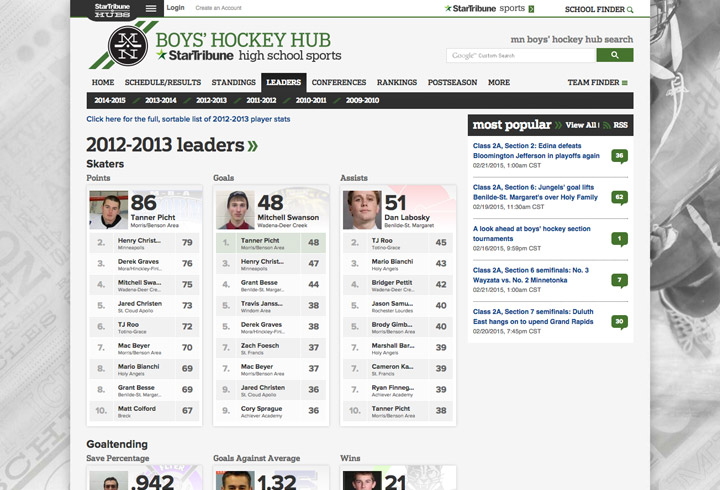 StarTribune
HUBS
Login
Create an Account
StarTribune sports
SCHOOL FINDER
MN
BOYS' HOCKEY HUB
StarTribune high school sports
mn boys' hockey hub search
Google Custom Search
HOME SCHEDULE/RESULTS STANDINGS LEADERS CONFERENCES RANKINGS POSTSEASON MORE TEAM FINDER
2014-2015 2013-2014 2012-2013 2011-2012 2010-2011 2009-2010
Click here for the full, sortable list of 2012-2013 player stats
2012-2013 leaders »
Skaters
Points
86
Tanner Picht
Morris/Benson Area
2. Henry Christ... 79
Minneapolis
3. Derek Graves 76
Mora/Hinckley-Fin...
4. Mitchell Swa... 75
Wadena-Deer Cre...
5. Jared Christen 73
St. Cloud Apollo
6. TJ Roo 72
Totino-Grace
7. Mac Beyer 70
Morris/Benson Area
8. Mario Bianchi 69
Holy Angels
8. Grant Besse 69
Benilde-St. Margar...
10. Matt Colford 67
Breck
Goals
48
Mitchell Swanson
Wadena-Deer Creek
1. Tanner Picht 48
Morris/Benson Area
3. Henry Christ... 47
Minneapolis
4. Grant Besse 44
Benilde-St. Margar...
5. Travis Janss... 38
Windom Area
5. Derek Graves 38
Mora/Hinckley-Fin...
7. Zach Foesch 37
St. Francis
7. Mac Beyer 37
Morris/Benson Area
9. Jared Christen 36
St. Cloud Apollo
9. Cory Sprague 36
Achiever Academy
Assists
51
Dan Labosky
Benilde-St. Margaret
2. TJ Roo 45
Totino-Grace
3. Mario Bianchi 43
Holy Angels
4. Bridger Pettit 42
Wadena-Deer Cre...
5. Jason Samu... 40
Rochester Lourdes
5. Brody Gimb... 40
Morris/Benson Area
7. Marshall Bar... 39
Holy Angels
7. Cameron Ka... 39
St. Francis
7. Ryan Finneg... 39
Achiever Academy
10. Tanner Picht 38
Morris/Benson Area
Goaltending
Save Percentage
.942
Goals Against Average
1.32
Wins
21
most popular » View All | RSS
Class 2A, Section 2: Edina defeats
Bloomington Jefferson in playoffs again
02/21/2015, 1:00am CST
36
Class 2A, Section 6: Jungels' goal lifts
Benilde-St. Margaret's over Holy Family
02/19/2015, 11:30am CST
62
A look ahead at boys' hockey section
tournaments
02/16/2015, 9:59pm CST
1
Class 2A, Section 6 semifinals: No. 3
Wayzata vs. No. 2 Minnetonka
02/21/2015, 1:00am CST
7
Class 2A, Section 7 semifinals: Duluth
East hangs on to upend Grand Rapids
02/20/2015, 7:45pm CST
30